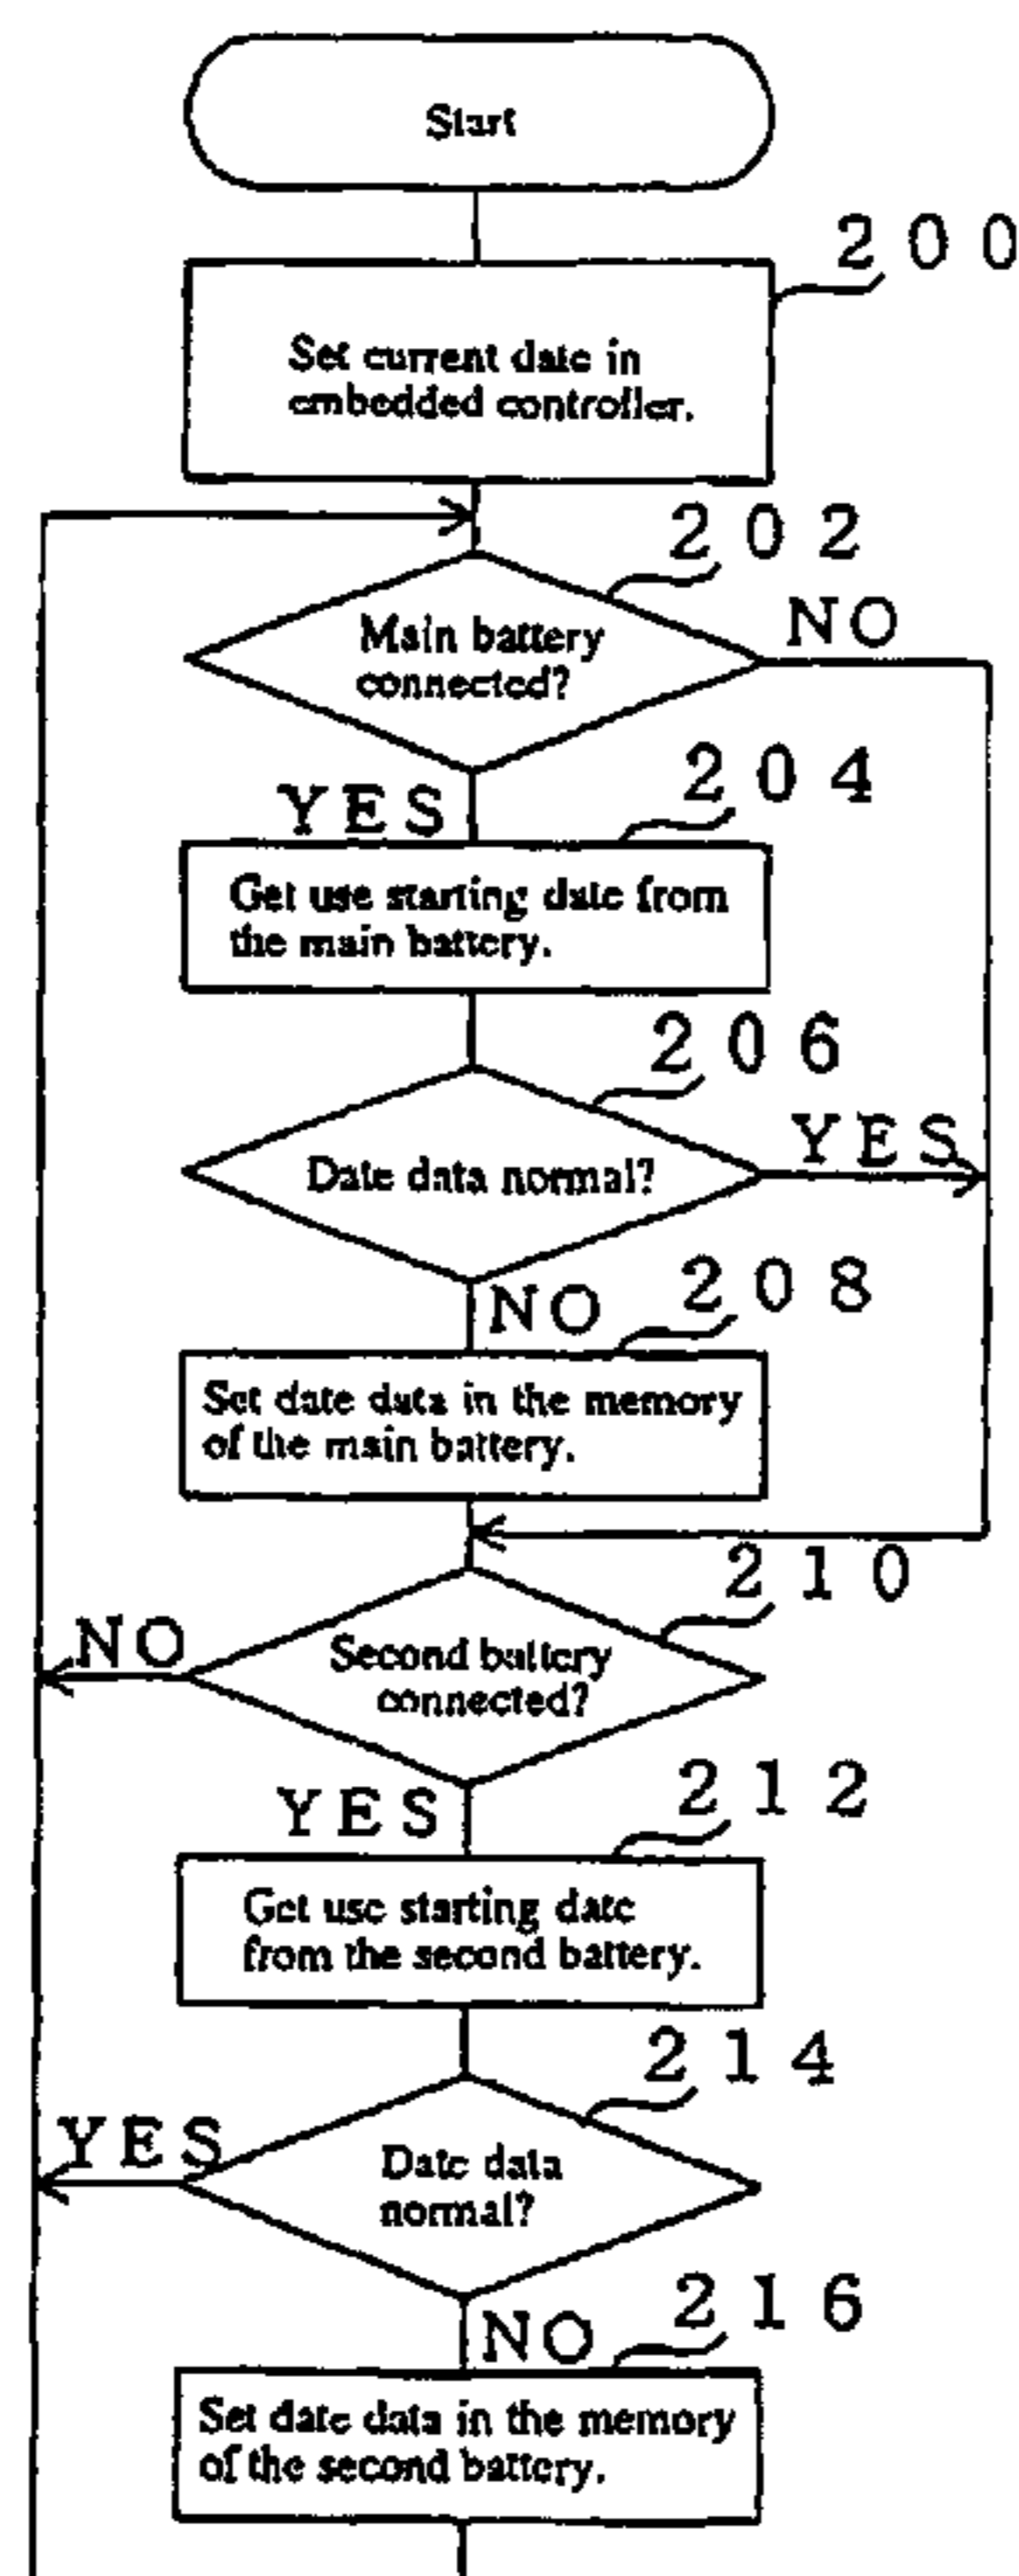 Start
200
Set current date in
embedded controller.
202
Main battery
connected?
NO
YES
204
Get use starting date from
the main battery.
206
Date data normal?
YES
NO
208
Set date data in the memory
of the main battery.
210
Second battery
connected?
NO
YES
212
Get use starting date
from the second battery.
214
Date data
normal?
YES
NO
216
Set date data in the memory
of the second battery.